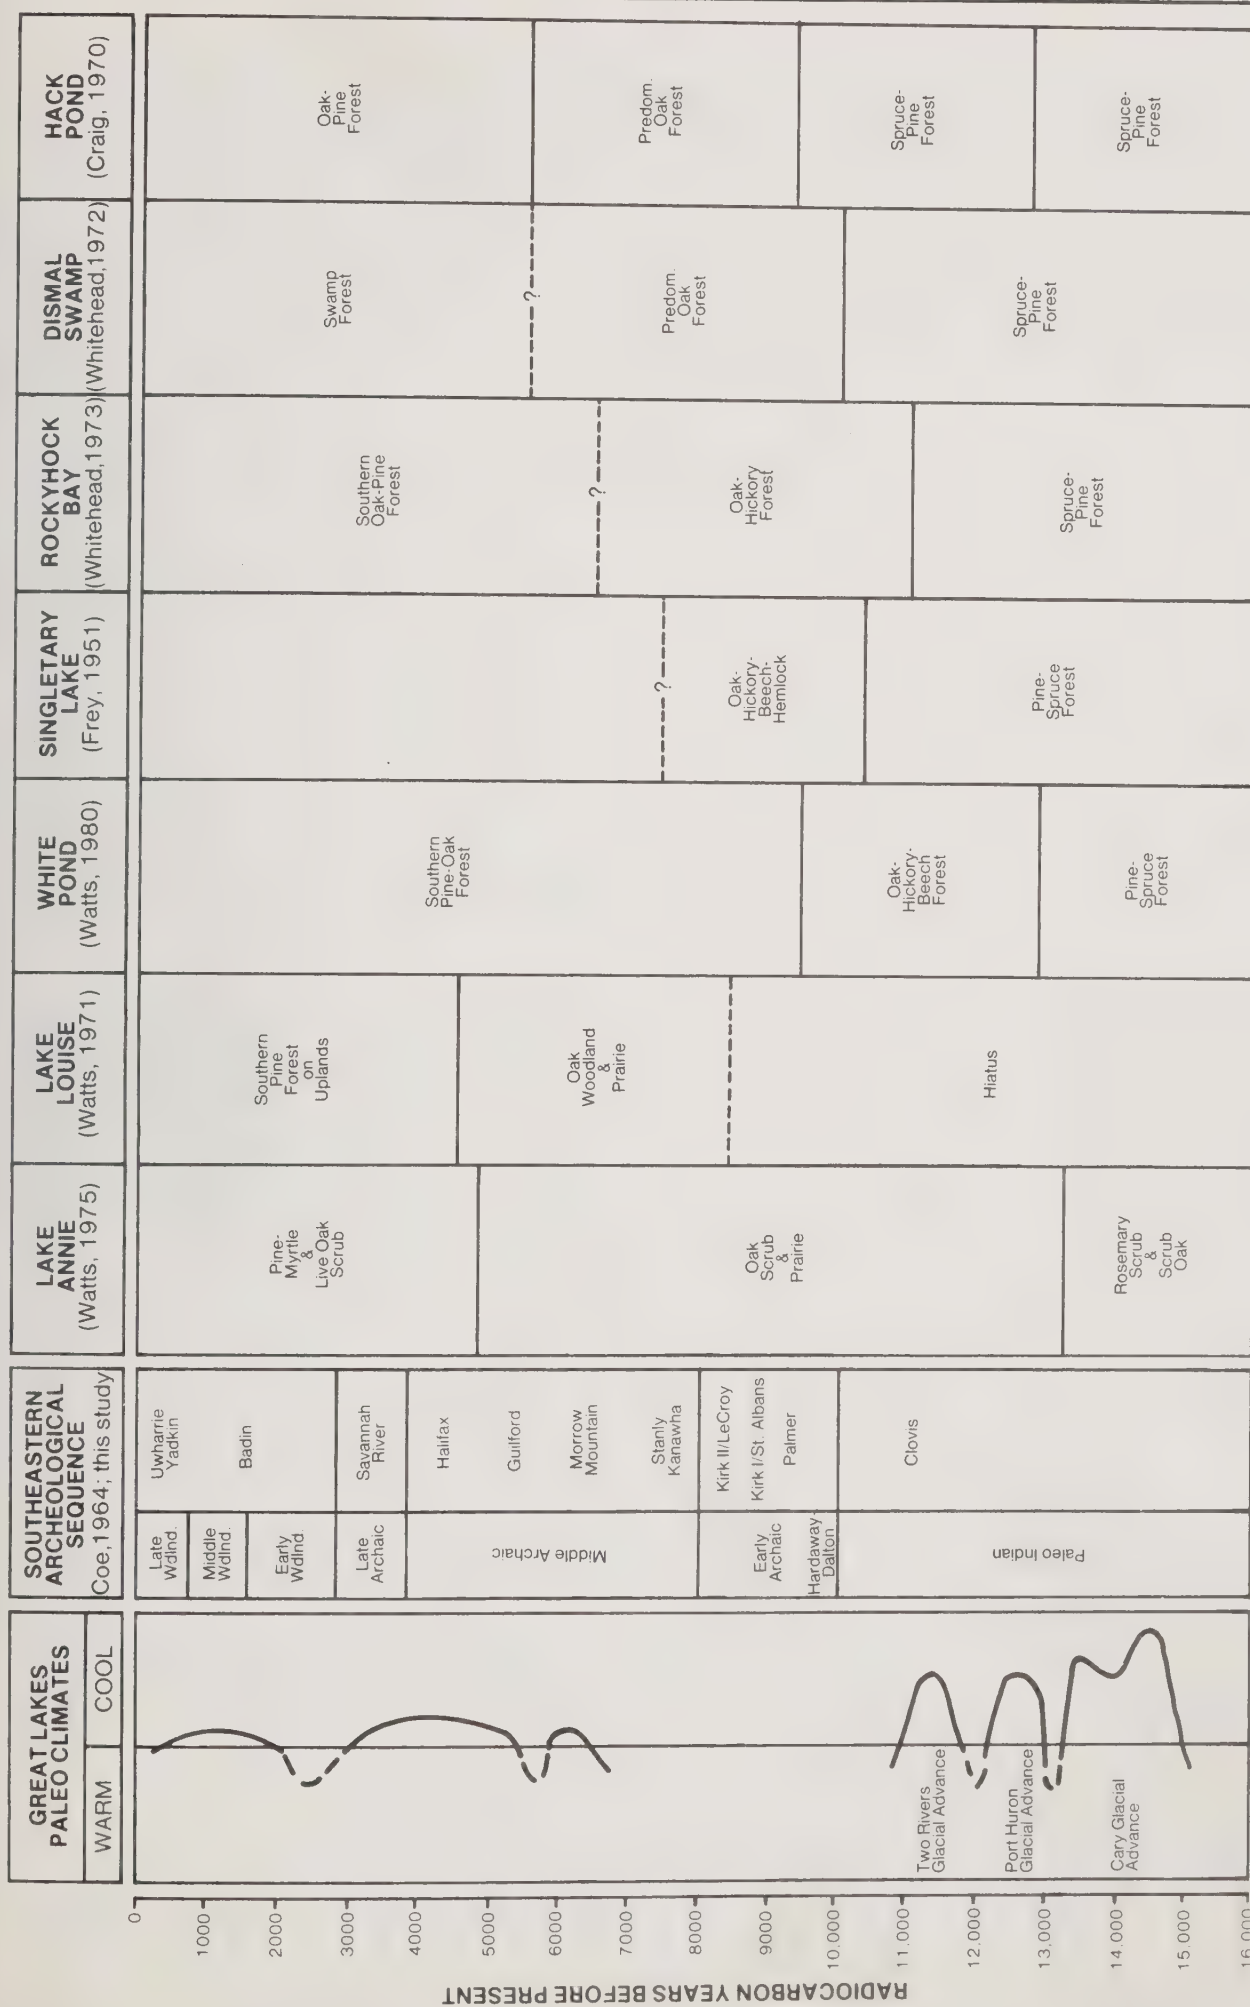 GREAT LAKES
PALEO CLIMATES
WARM
COOL
SOUTHEASTERN
ARCHEOLOGICAL
SEQUENCE
Coe,1964; this study
LAKE
ANNIE
(Watts, 1975)
LAKE
LOUISE
(Watts, 1971)
WHITE
POND
(Watts, 1980)
SINGLETARY
LAKE
(Frey, 1951)
ROCKYHOCK
BAY
(Whitehead,1973)
DISMAL
SWAMP
(Whitehead,1972)
HACK
POND
(Craig, 1970)
RADIOCARBON YEARS BEFORE PRESENT
0
1000
2000
3000
4000
5000
6000
7000
8000
9000
10,000
11.000
12.000
13.000
14.000
15.000
16.000
Two Rivers
Glacial Advance
Port Huron
Glacial Advance
Cary Glacial
Advance
Late
Wdlnd.
Middle
Wdlnd.
Early
Wdlnd.
Late
Archaic
Middle Archaic
Early
Archaic
Hardaway-
Dalton
Paleo Indian
Uwharrie
Yadkin
Badin
Savannah
River
Halifax
Guilford
Morrow
Mountain
Stanly
Kanawha
Kirk II/LeCroy
Kirk I/St. Albans
Palmer
Clovis
Pine-
Myrtle
&
Live Oak
Scrub
Oak
Scrub
&
Prairie
Rosemary
Scrub
&
Scrub
Oak
Southern
Pine
Forest
on
Uplands
Oak
Woodland
&
Prairie
Hiatus
Southern
Pine-Oak
Forest
Oak-
Hickory-
Beech
Forest
Pine-
Spruce
Forest
?
Oak-
Hickory-
Beech-
Hemlock
Pine-
Spruce
Forest
Southern
Oak-Pine
Forest
?
Oak-
Hickory
Forest
Spruce-
Pine
Forest
Swamp
Forest
?
Predom.
Oak
Forest
Spruce-
Pine
Forest
Oak-
Pine
Forest
Predom.
Oak
Forest
Spruce-
Pine
Forest
Spruce-
Pine
Forest